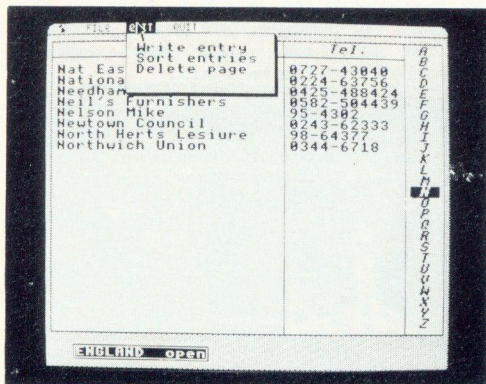 FILE EXT QUIT
Write entry
Sort entries
Delete page
Tel.
Nat Eas 0727-43040
Nationa 0224-63756
Needham 0425-488424
Neil's Furnishers 0582-504439
Nelson Mike 95-4302
Newtown Council 0243-62333
North Herts Lesiure 98-64377
Northwich Union 0344-6718
A
B
C
D
E
F
G
H
I
J
K
L
M
N
O
P
Q
R
S
T
U
V
W
X
Y
Z
ENGLAND open